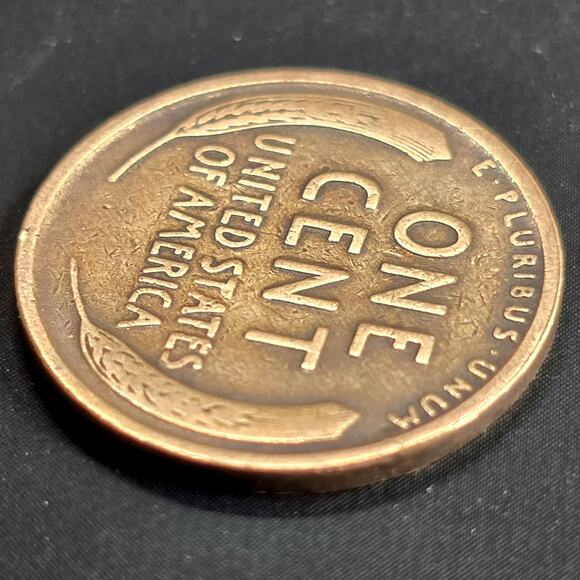 E · PLURIBUS · UNUM
ONE
CENT
UNITED STATES
OF AMERICA